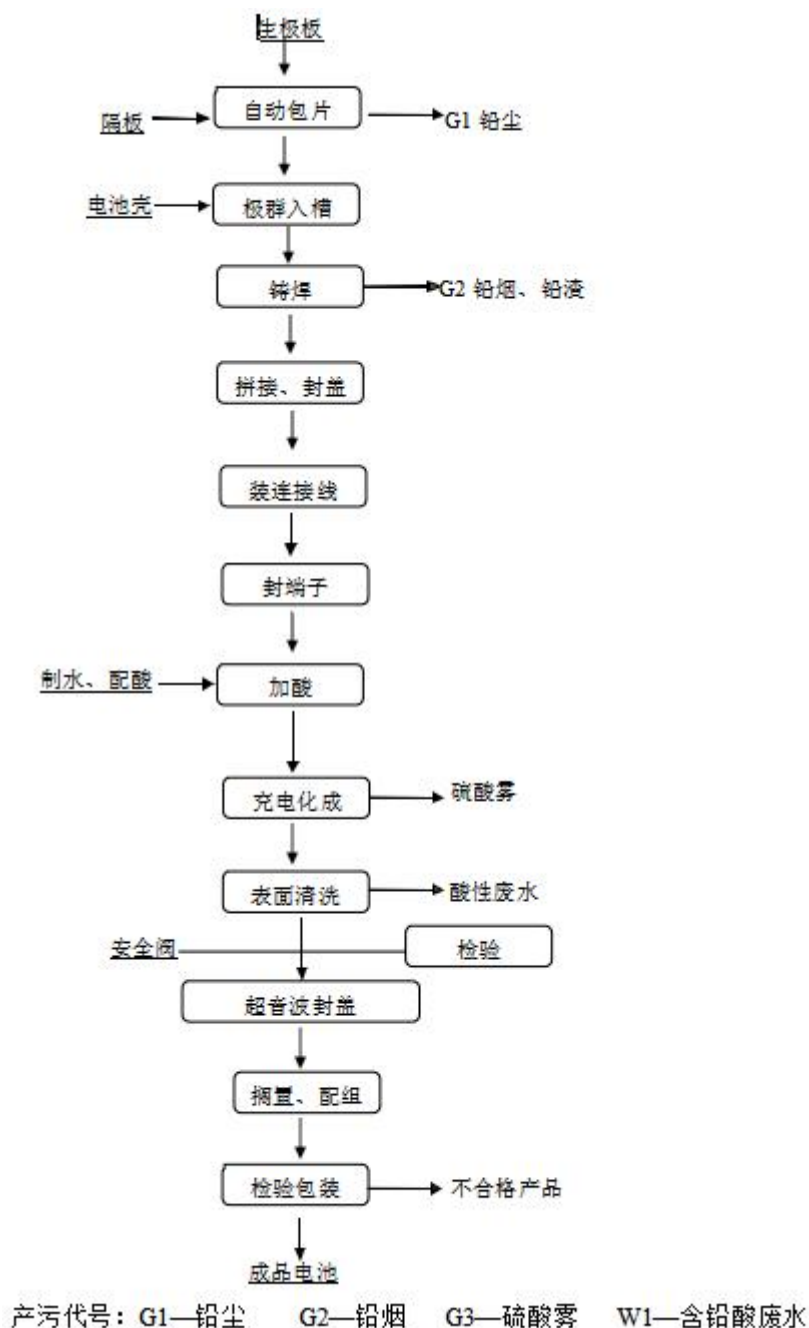 生极板
自动包片
隔板
G1 铅尘
电池壳
极群入槽
铸焊
G2 铅烟、铅渣
拼接、封盖
装连接线
封端子
制水、配酸
加酸
充电化成
硫酸雾
表面清洗
酸性废水
安全阀
检验
超音波封盖
搁置、配组
检验包装
不合格产品
成品电池
产污代号：G1—铅尘 G2—铅烟 G3—硫酸雾 W1—含铅酸废水